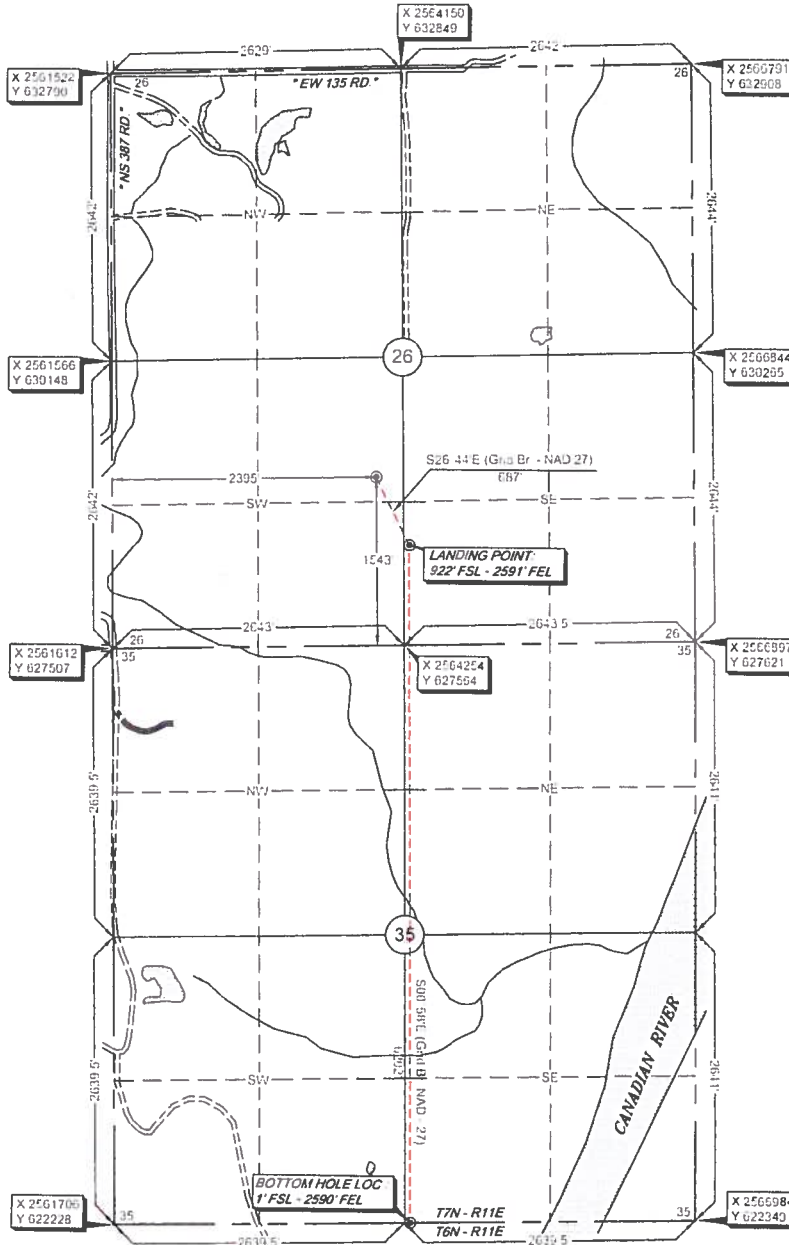 X 2564150
Y 632849
2629'
2642'
X 2561522
Y 632790
26
"EW 135 RD."
26
X 2566791
Y 632908
"NS 387 RD."
2642'
NW
NE
2644'
26
X 2561566
Y 630148
X 2566844
Y 630265
2395'
S26 44'E (Grid Br - NAD 27)
687'
2642'
SW
SE
2644'
1543'
LANDING POINT:
922' FSL - 2591' FEL
2643'
2643.5'
26
35
26
35
X 2561612
Y 627507
X 2564254
Y 627564
X 2566897
Y 627621
2639.5'
NW
NE
2641'
35
S00 58'E (Grid Br NAD - 27)
2639.5'
SW
SE
2641'
CANADIAN RIVER
BOTTOM HOLE LOC
1' FSL - 2590' FEL
X 2561706
Y 622228
35
T7N - R11E
T6N - R11E
35
X 2566984
Y 622340
2639.5'
2639.5'